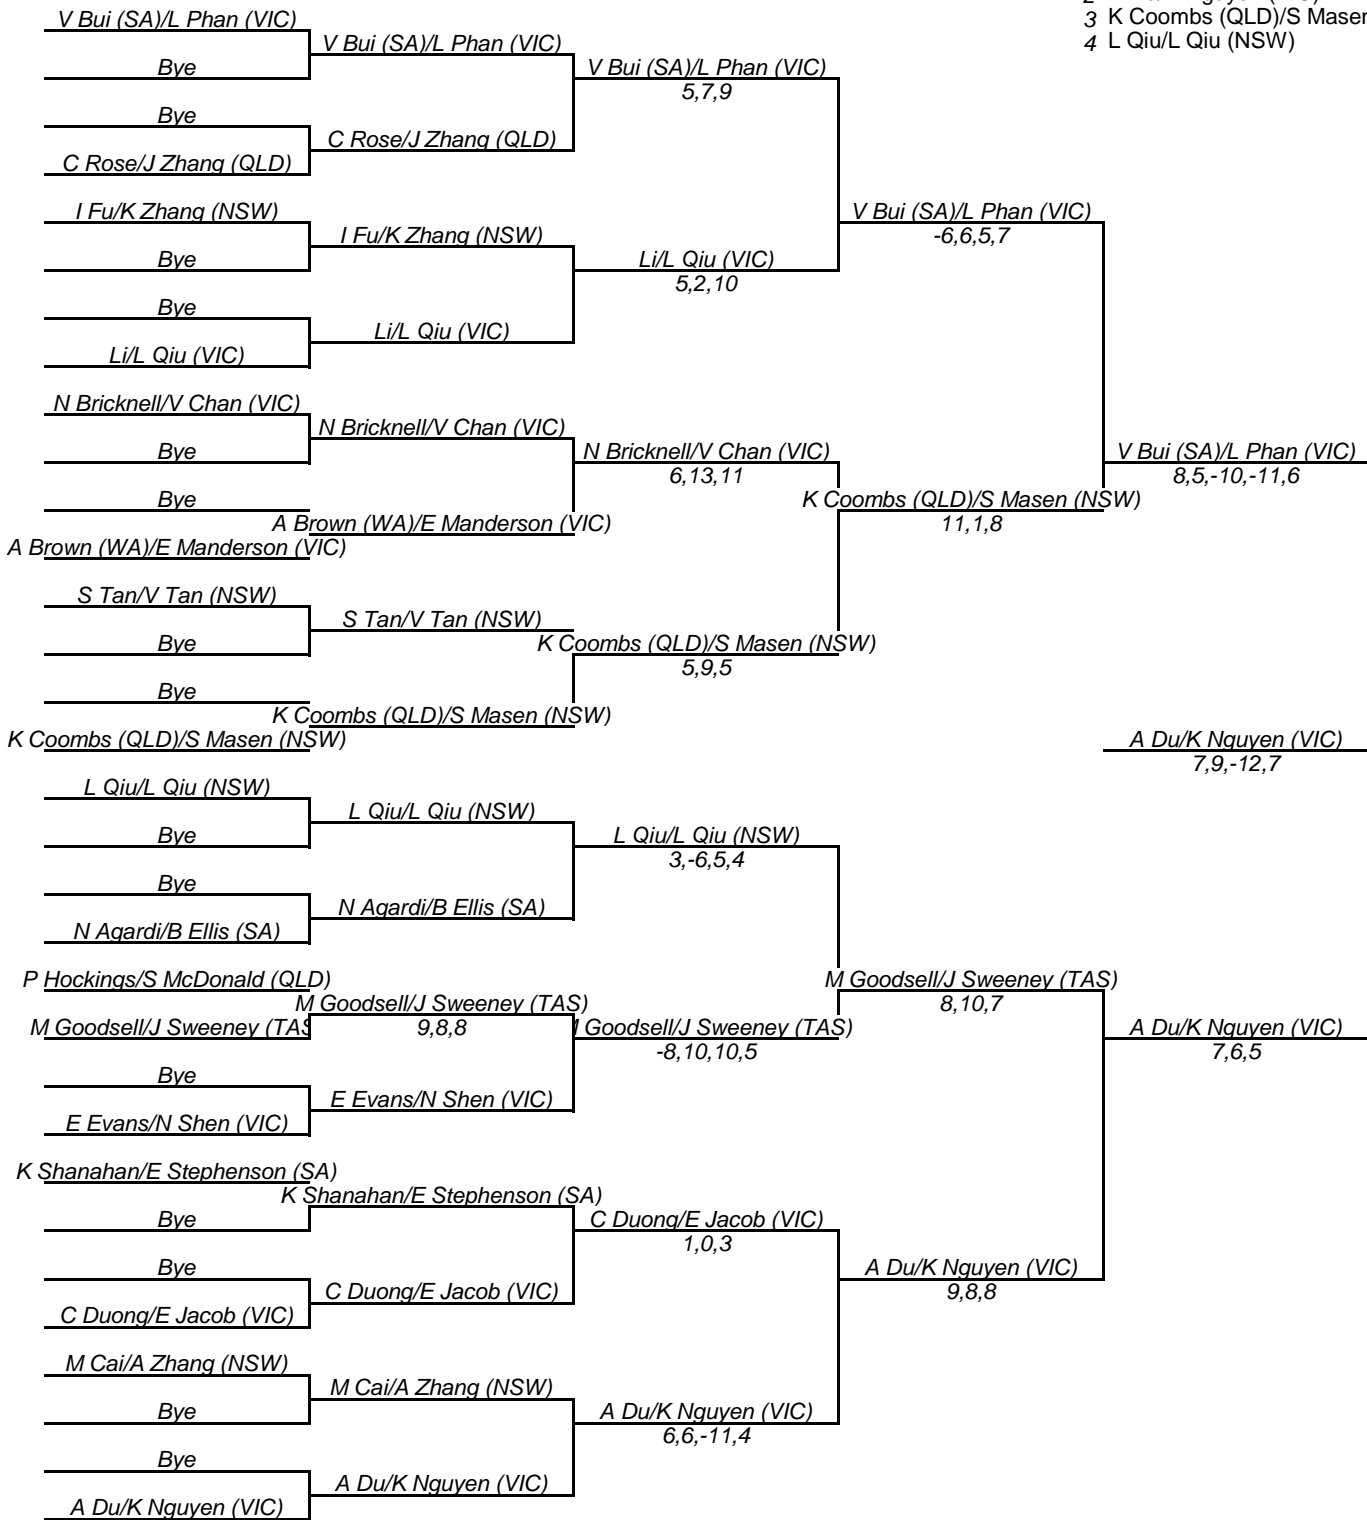 3 K Coombs (QLD)/S Masen
4 L Qiu/L Qiu (NSW)
V Bui (SA)/L Phan (VIC)
Bye
Bye
C Rose/J Zhang (QLD)
I Fu/K Zhang (NSW)
Bye
Bye
Li/L Qiu (VIC)
N Bricknell/V Chan (VIC)
Bye
Bye
A Brown (WA)/E Manderson (VIC)
S Tan/V Tan (NSW)
Bye
Bye
K Coombs (QLD)/S Masen (NSW)
L Qiu/L Qiu (NSW)
Bye
Bye
N Agardi/B Ellis (SA)
P Hockings/S McDonald (QLD)
M Goodsell/J Sweeney (TAS
Bye
E Evans/N Shen (VIC)
K Shanahan/E Stephenson (SA)
Bye
Bye
C Duong/E Jacob (VIC)
M Cai/A Zhang (NSW)
Bye
Bye
A Du/K Nguyen (VIC)
V Bui (SA)/L Phan (VIC)
C Rose/J Zhang (QLD)
I Fu/K Zhang (NSW)
Li/L Qiu (VIC)
N Bricknell/V Chan (VIC)
A Brown (WA)/E Manderson (VIC)
S Tan/V Tan (NSW)
K Coombs (QLD)/S Masen (NSW)
L Qiu/L Qiu (NSW)
N Agardi/B Ellis (SA)
M Goodsell/J Sweeney (TAS)
9,8,8
E Evans/N Shen (VIC)
K Shanahan/E Stephenson (SA)
C Duong/E Jacob (VIC)
M Cai/A Zhang (NSW)
A Du/K Nguyen (VIC)
V Bui (SA)/L Phan (VIC)
5,7,9
Li/L Qiu (VIC)
5,2,10
N Bricknell/V Chan (VIC)
6,13,11
K Coombs (QLD)/S Masen (NSW)
5,9,5
L Qiu/L Qiu (NSW)
3,-6,5,4
Goodsell/J Sweeney (TAS)
-8,10,10,5
C Duong/E Jacob (VIC)
1,0,3
A Du/K Nguyen (VIC)
6,6,-11,4
V Bui (SA)/L Phan (VIC)
-6,6,5,7
K Coombs (QLD)/S Masen (NSW)
11,1,8
M Goodsell/J Sweeney (TAS)
8,10,7
A Du/K Nguyen (VIC)
9,8,8
V Bui (SA)/L Phan (VIC)
8,5,-10,-11,6
A Du/K Nguyen (VIC)
7,9,-12,7
A Du/K Nguyen (VIC)
7,6,5